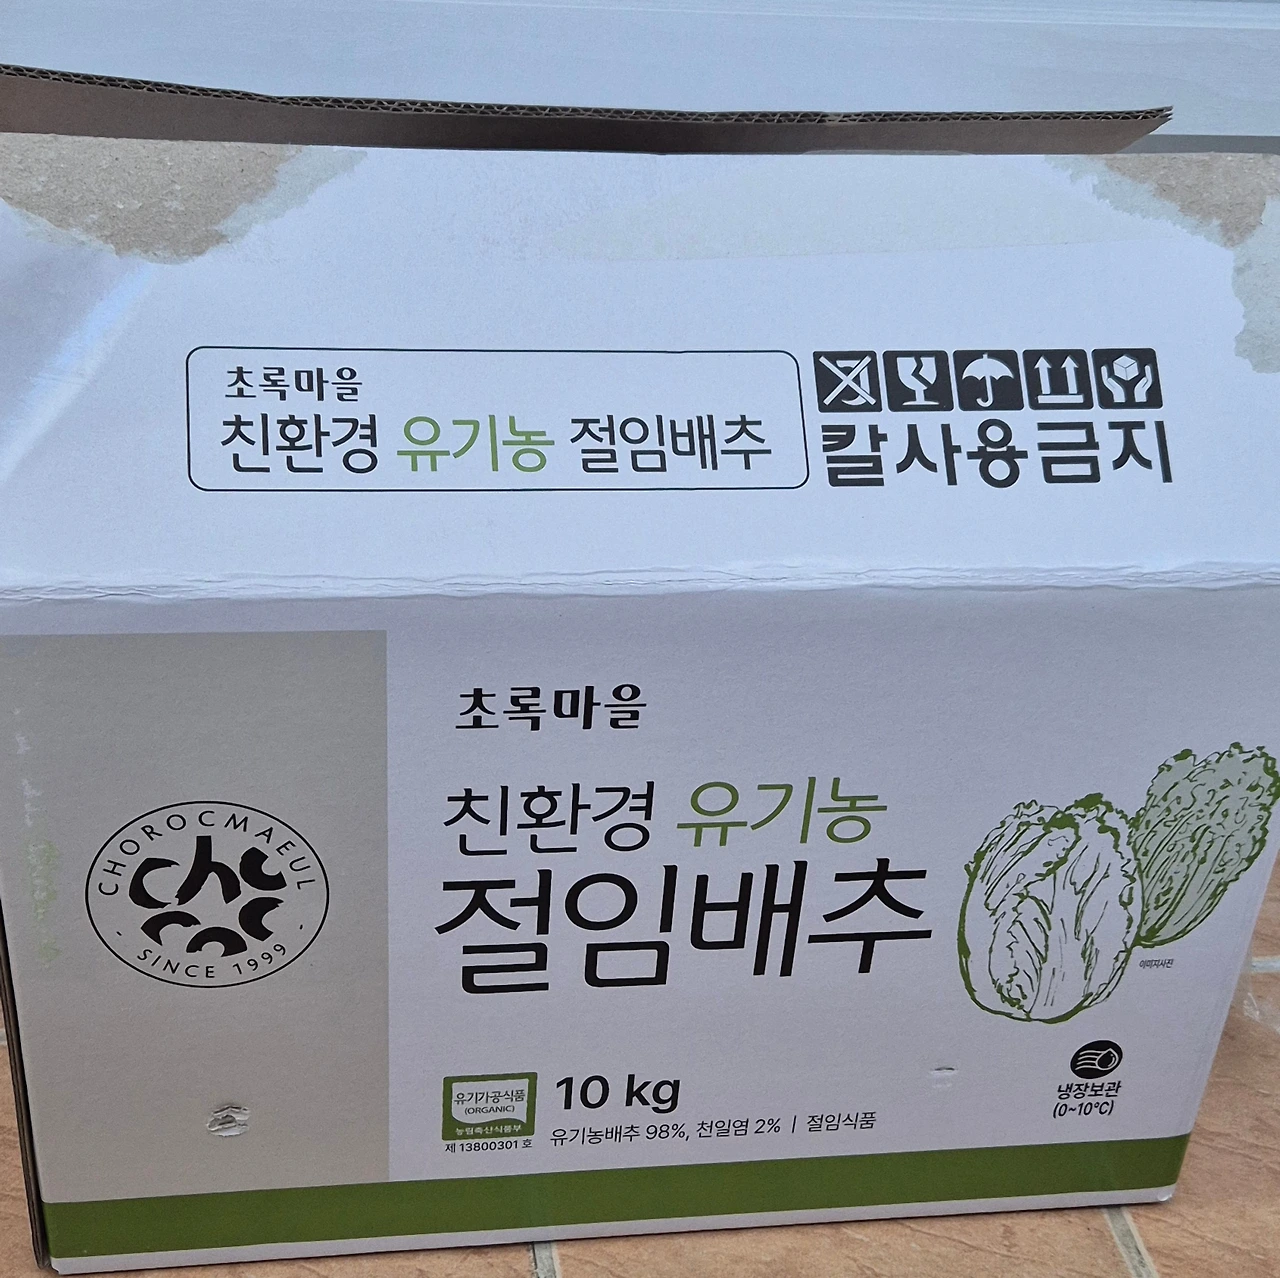 초록마을
친환경 유기농 절임배추
칼사용금지
초록마을
친환경 유기농
절임배추
CHOROCMAEUL
cho
roc
- SINCE 1999 -
이미지사진
냉장보관
(0~10℃)
유기가공식품
(ORGANIC)
농림축산식품부
제 13800301 호
10 kg
유기농배추 98%, 천일염 2% | 절임식품